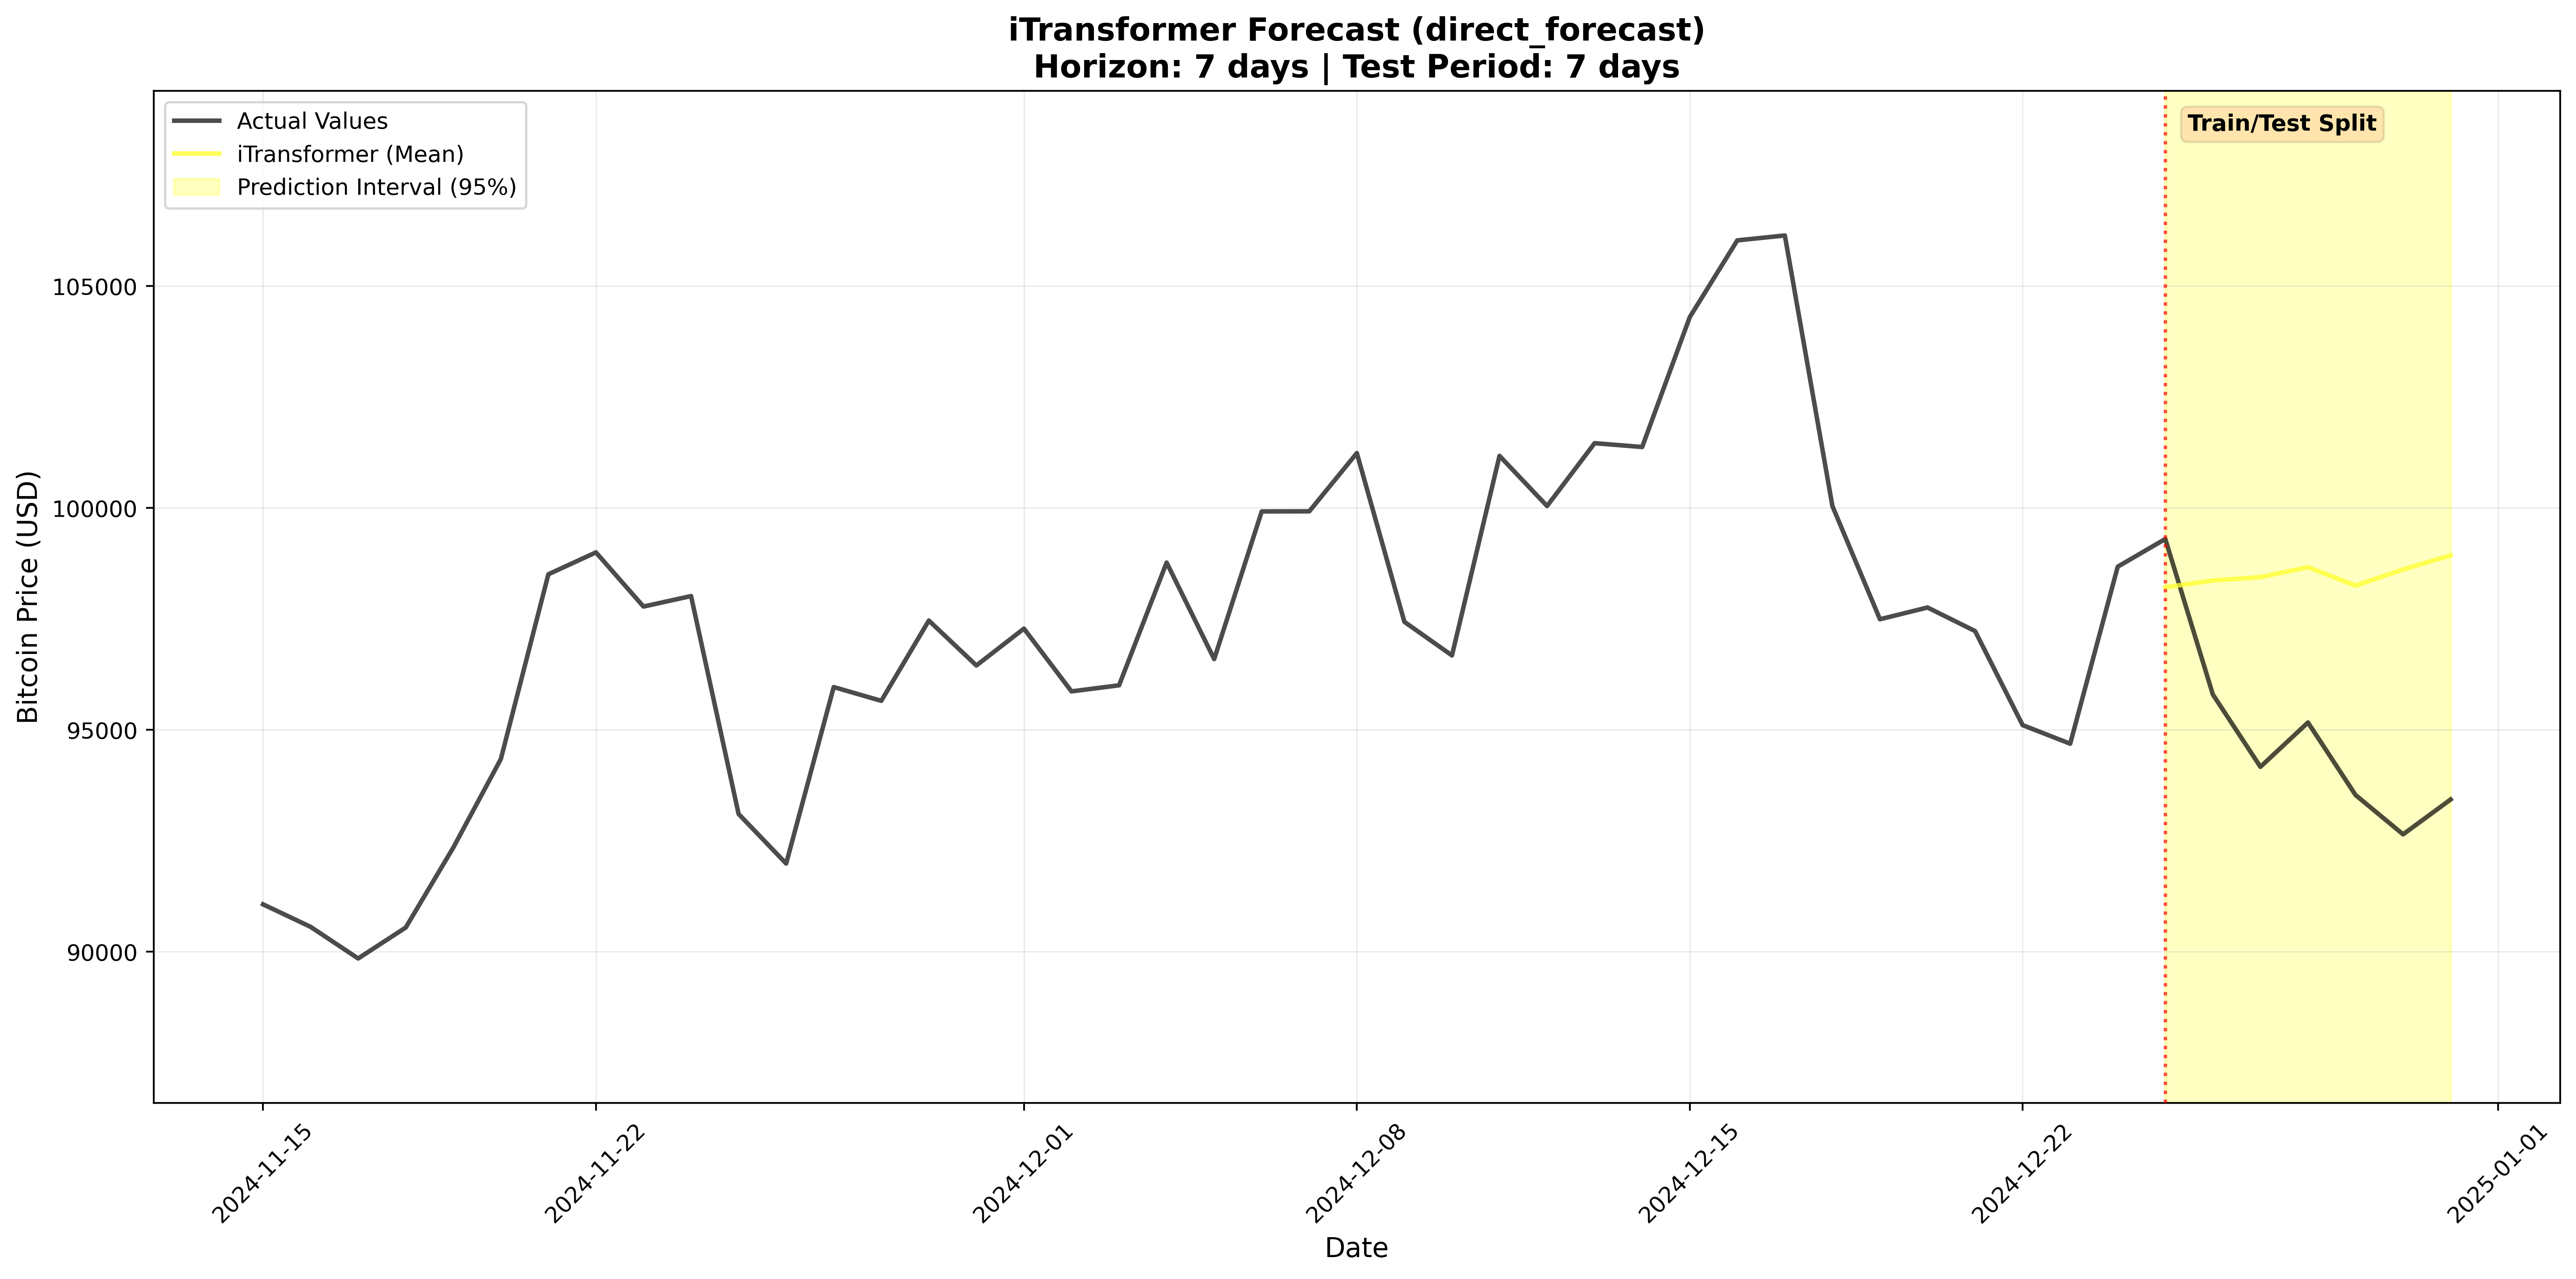 iTransformer Forecast (direct_forecast)
Horizon: 7 days | Test Period: 7 days
Actual Values
iTransformer (Mean)
Prediction Interval (95%)
Train/Test Split
Bitcoin Price (USD)
105000
100000
95000
90000
2024-11-15
2024-11-22
2024-12-01
2024-12-08
2024-12-15
2024-12-22
2025-01-01
Date